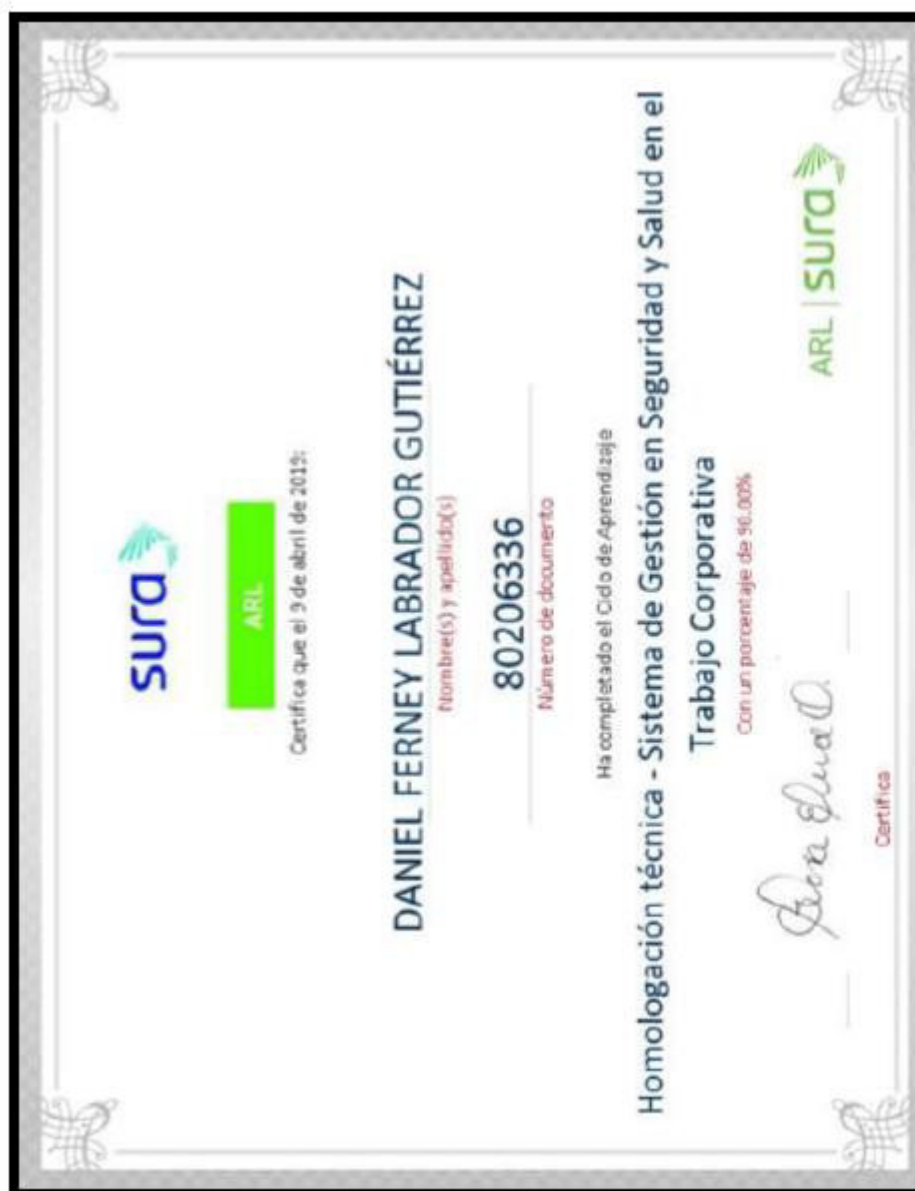 sura
ARL
Certifica que el 9 de abril de 2019:
DANIEL FERNEY LABRADOR GUTIÉRREZ
Nombre(s) y apellido(s)
80206336
Número de documento
Ha completado el Ciclo de Aprendizaje
Homologación técnica - Sistema de Gestión en Seguridad y Salud en el
Trabajo Corporativa
Con un porcentaje de 90.00%
Certifica
ARL | sura